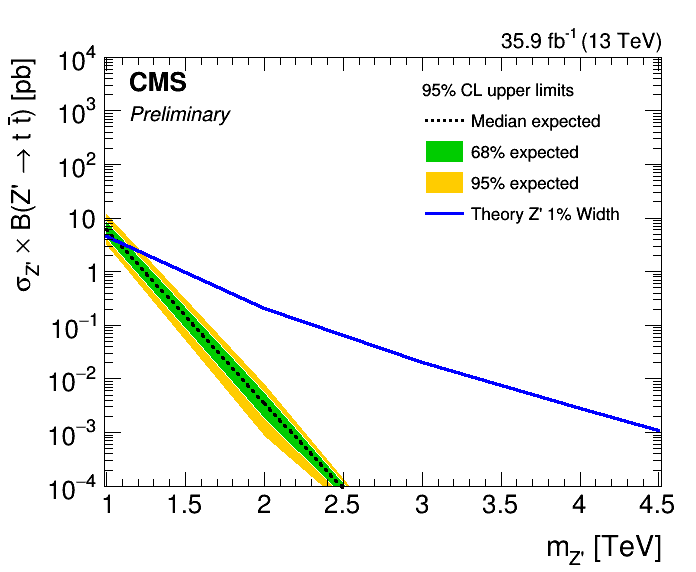 35.9 fb⁻¹ (13 TeV)
CMS
Preliminary
95% CL upper limits
Median expected
68% expected
95% expected
Theory Z' 1% Width
σ_Z' × B(Z' → t t̄) [pb]
10⁴
10³
10²
10
1
10⁻¹
10⁻²
10⁻³
10⁻⁴
1 1.5 2 2.5 3 3.5 4 4.5
m_Z' [TeV]